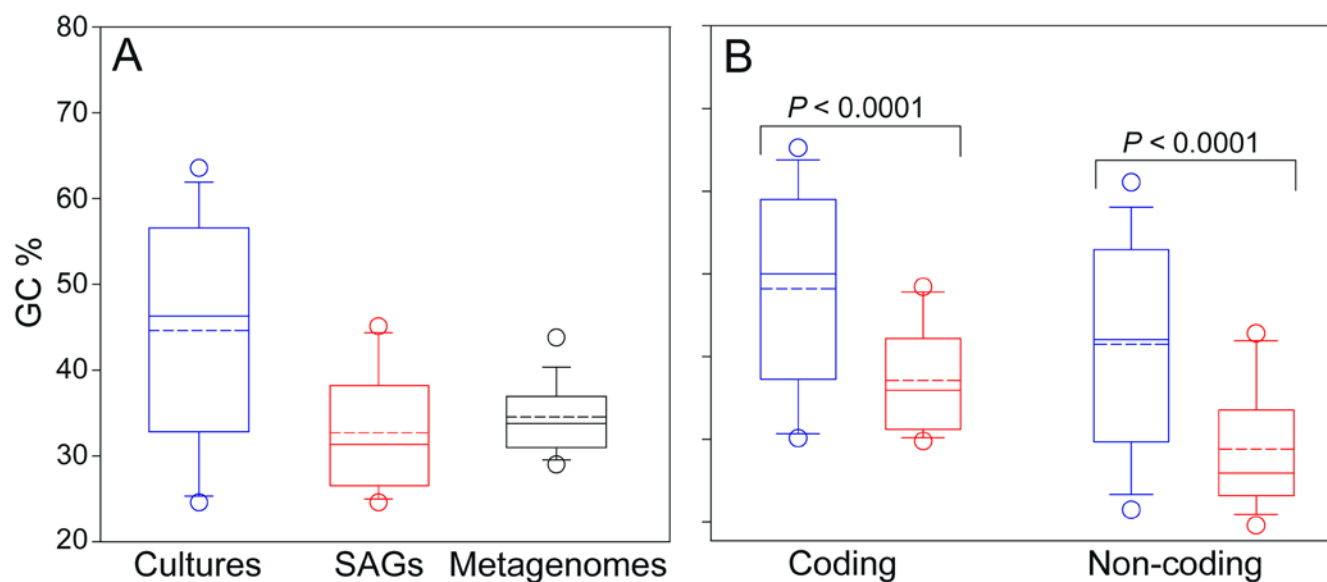 A
B
P < 0.0001
P < 0.0001
GC %
80
70
60
50
40
30
20
Cultures SAGs Metagenomes
Coding Non-coding